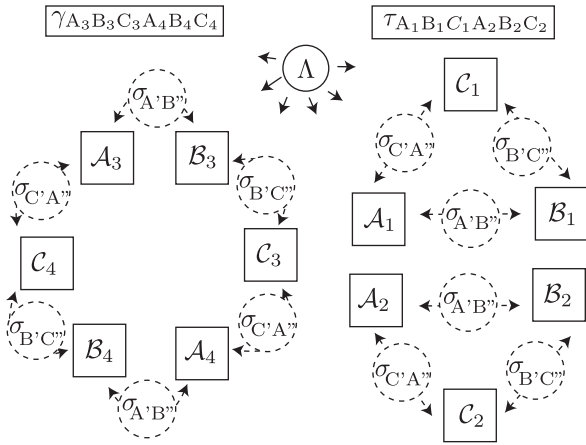 γA₃B₃C₃A₄B₄C₄
τA₁B₁C₁A₂B₂C₂
Λ
σA'B"
𝒜₃
ℬ₃
σC'A"
σB'C"
𝒞₄
𝒞₃
σB'C"
σC'A"
ℬ₄
𝒜₄
σA'B"
𝒞₁
σC'A"
σB'C"
𝒜₁
σA'B"
ℬ₁
𝒜₂
σA'B"
ℬ₂
σC'A"
σB'C"
𝒞₂